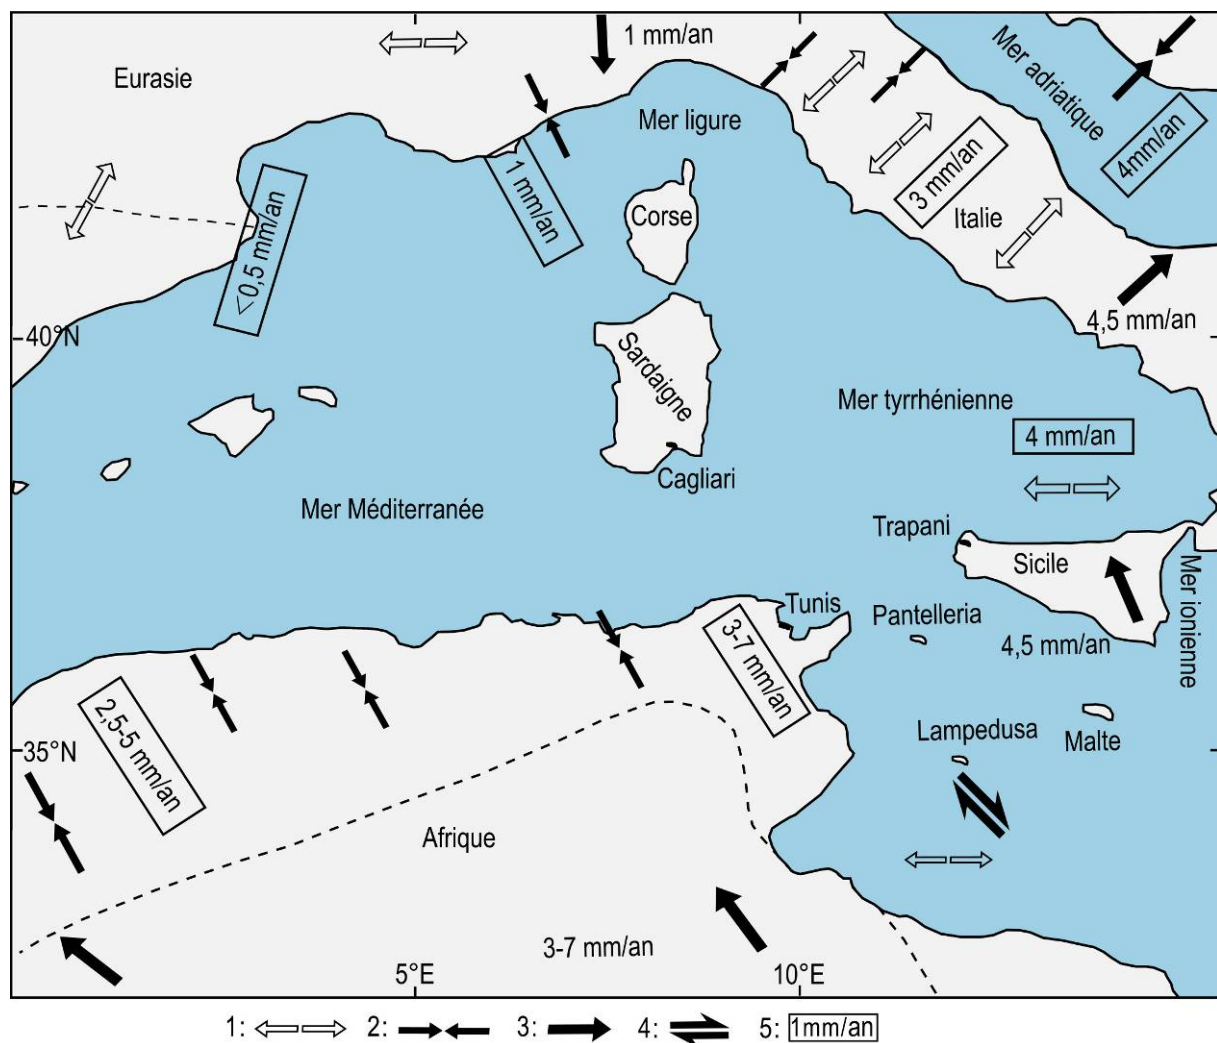 1 mm/an
Eurasie
Mer adriatique
Mer ligure
4mm/an
1 mm/an
3 mm/an
Corse
Italie
<0,5 mm/an
4,5 mm/an
40°N
Sardaigne
Mer tyrrhénienne
4 mm/an
Cagliari
Mer Méditerranée
Trapani
Sicile
Mer ionienne
Tunis
Pantelleria
4,5 mm/an
3-7 mm/an
2,5-5 mm/an
Lampedusa
Malte
35°N
Afrique
3-7 mm/an
5°E
10°E
1: 2: 3: 4: 5: 1mm/an